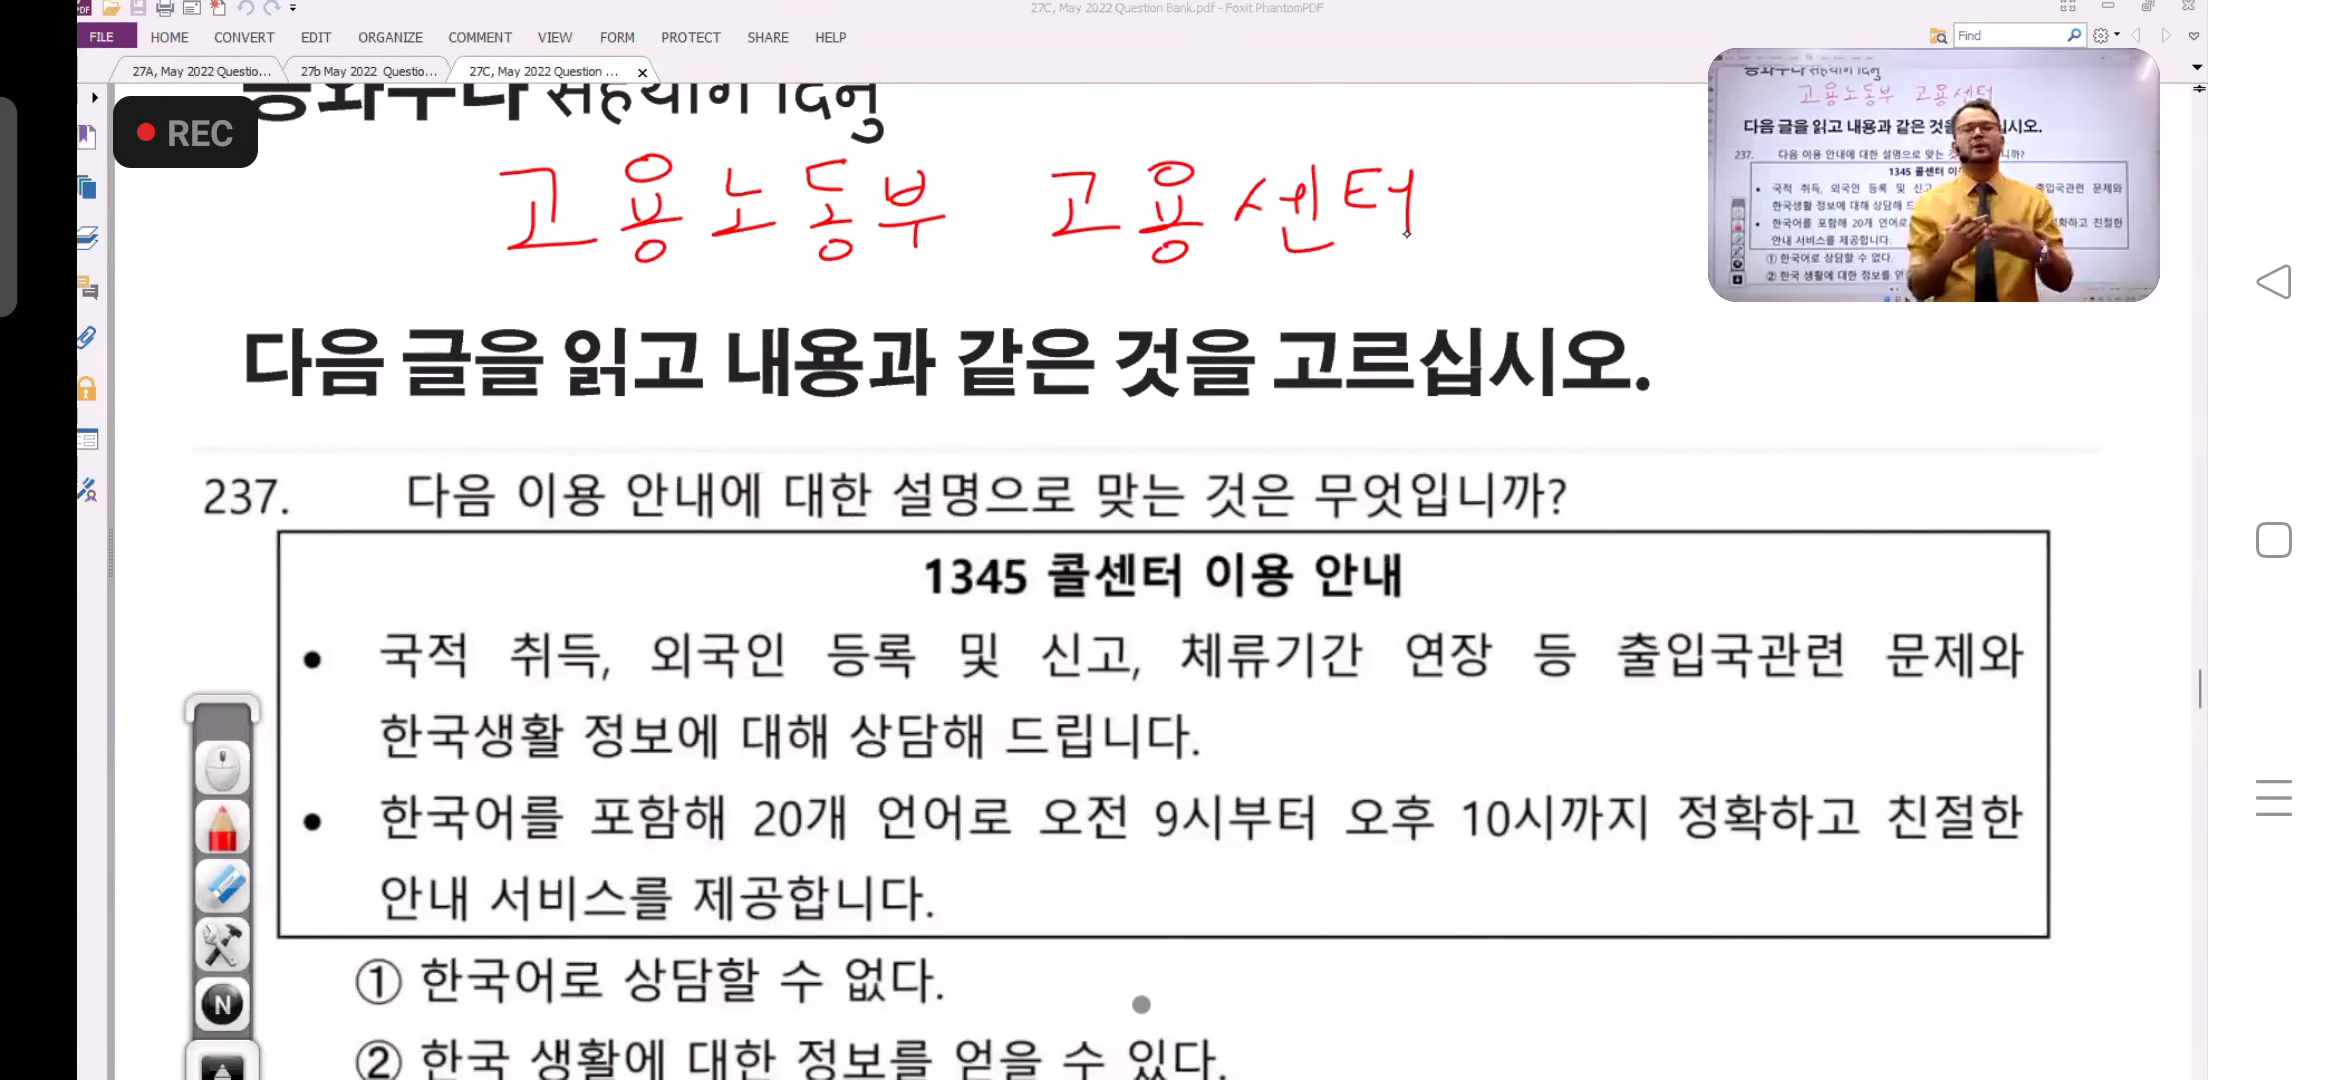 27C, May 2022 Question Bank.pdf - Foxit PhantomPDF
FILE HOME CONVERT EDIT ORGANIZE COMMENT VIEW FORM PROTECT SHARE HELP
Find
27A, May 2022 Questio... 27b May 2022 Questio... 27C, May 2022 Question ...
REC
सहयोग दिनु
고용노동부 고용센터
다음 글을 읽고 내용과 같은 것을 고르십시오.
237. 다음 이용 안내에 대한 설명으로 맞는 것은 무엇입니까?
1345 콜센터 이용 안내
• 국적 취득, 외국인 등록 및 신고, 체류기간 연장 등 출입국관련 문제와
한국생활 정보에 대해 상담해 드립니다.
• 한국어를 포함해 20개 언어로 오전 9시부터 오후 10시까지 정확하고 친절한
안내 서비스를 제공합니다.
① 한국어로 상담할 수 없다.
② 한국 생활에 대한 정보를 얻을 수 있다.
N